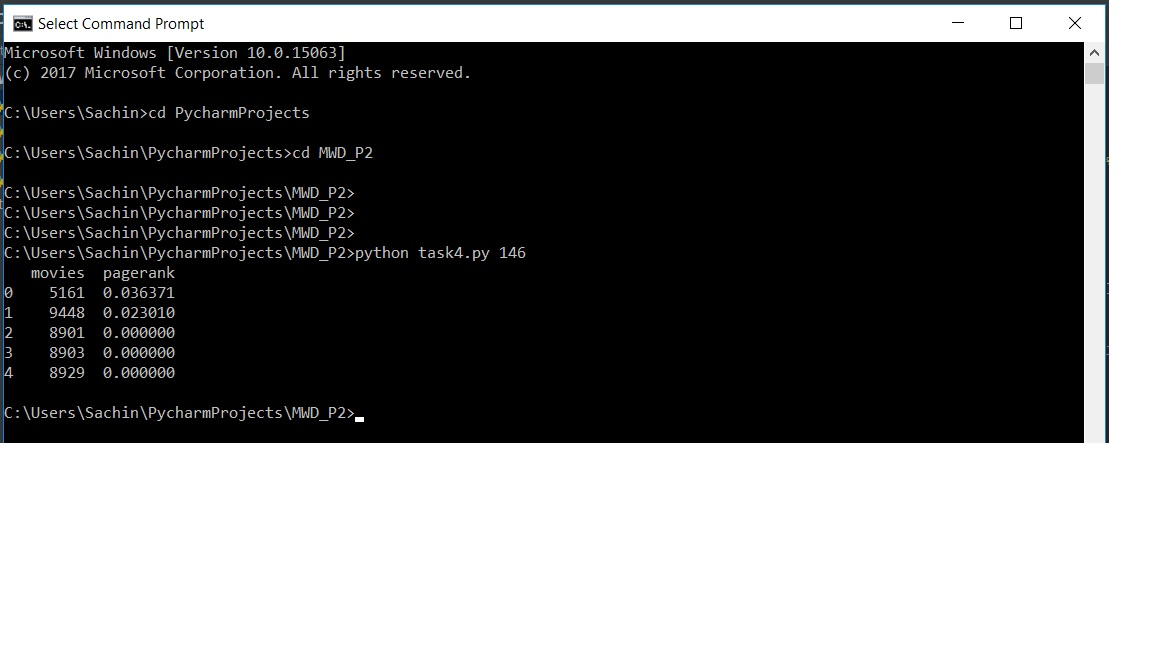 Select Command Prompt
Microsoft Windows [Version 10.0.15063]
(c) 2017 Microsoft Corporation. All rights reserved.
C:\Users\Sachin>cd PycharmProjects
C:\Users\Sachin\PycharmProjects>cd MWD_P2
C:\Users\Sachin\PycharmProjects\MWD_P2>
C:\Users\Sachin\PycharmProjects\MWD_P2>
C:\Users\Sachin\PycharmProjects\MWD_P2>
C:\Users\Sachin\PycharmProjects\MWD_P2>python task4.py 146
movies pagerank
0 5161 0.036371
1 9448 0.023010
2 8901 0.000000
3 8903 0.000000
4 8929 0.000000
C:\Users\Sachin\PycharmProjects\MWD_P2>